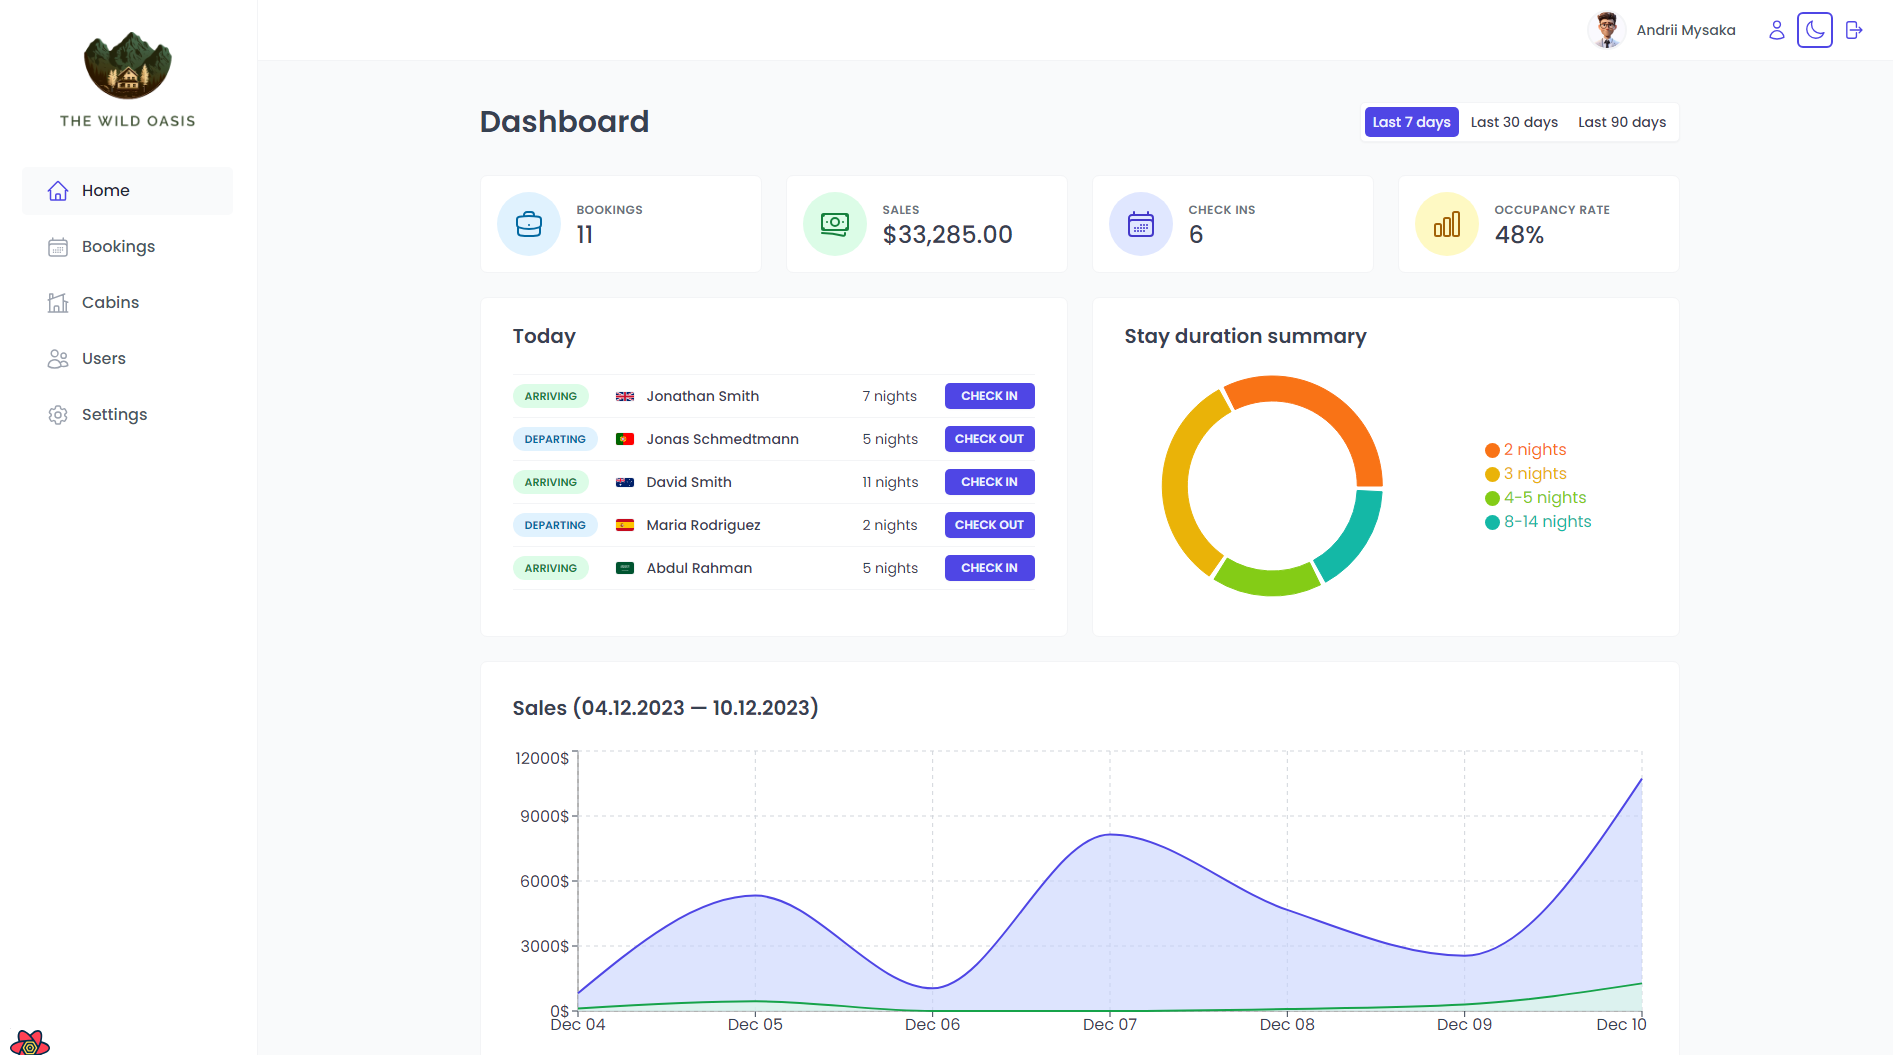 THE WILD OASIS
Home
Bookings
Cabins
Users
Settings
Andrii Mysaka
Dashboard
Last 7 days Last 30 days Last 90 days
BOOKINGS
11
SALES
$33,285.00
CHECK INS
6
OCCUPANCY RATE
48%
Today
ARRIVING Jonathan Smith 7 nights CHECK IN
DEPARTING Jonas Schmedtmann 5 nights CHECK OUT
ARRIVING David Smith 11 nights CHECK IN
DEPARTING Maria Rodriguez 2 nights CHECK OUT
ARRIVING Abdul Rahman 5 nights CHECK IN
Stay duration summary
2 nights
3 nights
4-5 nights
8-14 nights
Sales (04.12.2023 — 10.12.2023)
12000$
9000$
6000$
3000$
0$
Dec 04 Dec 05 Dec 06 Dec 07 Dec 08 Dec 09 Dec 10